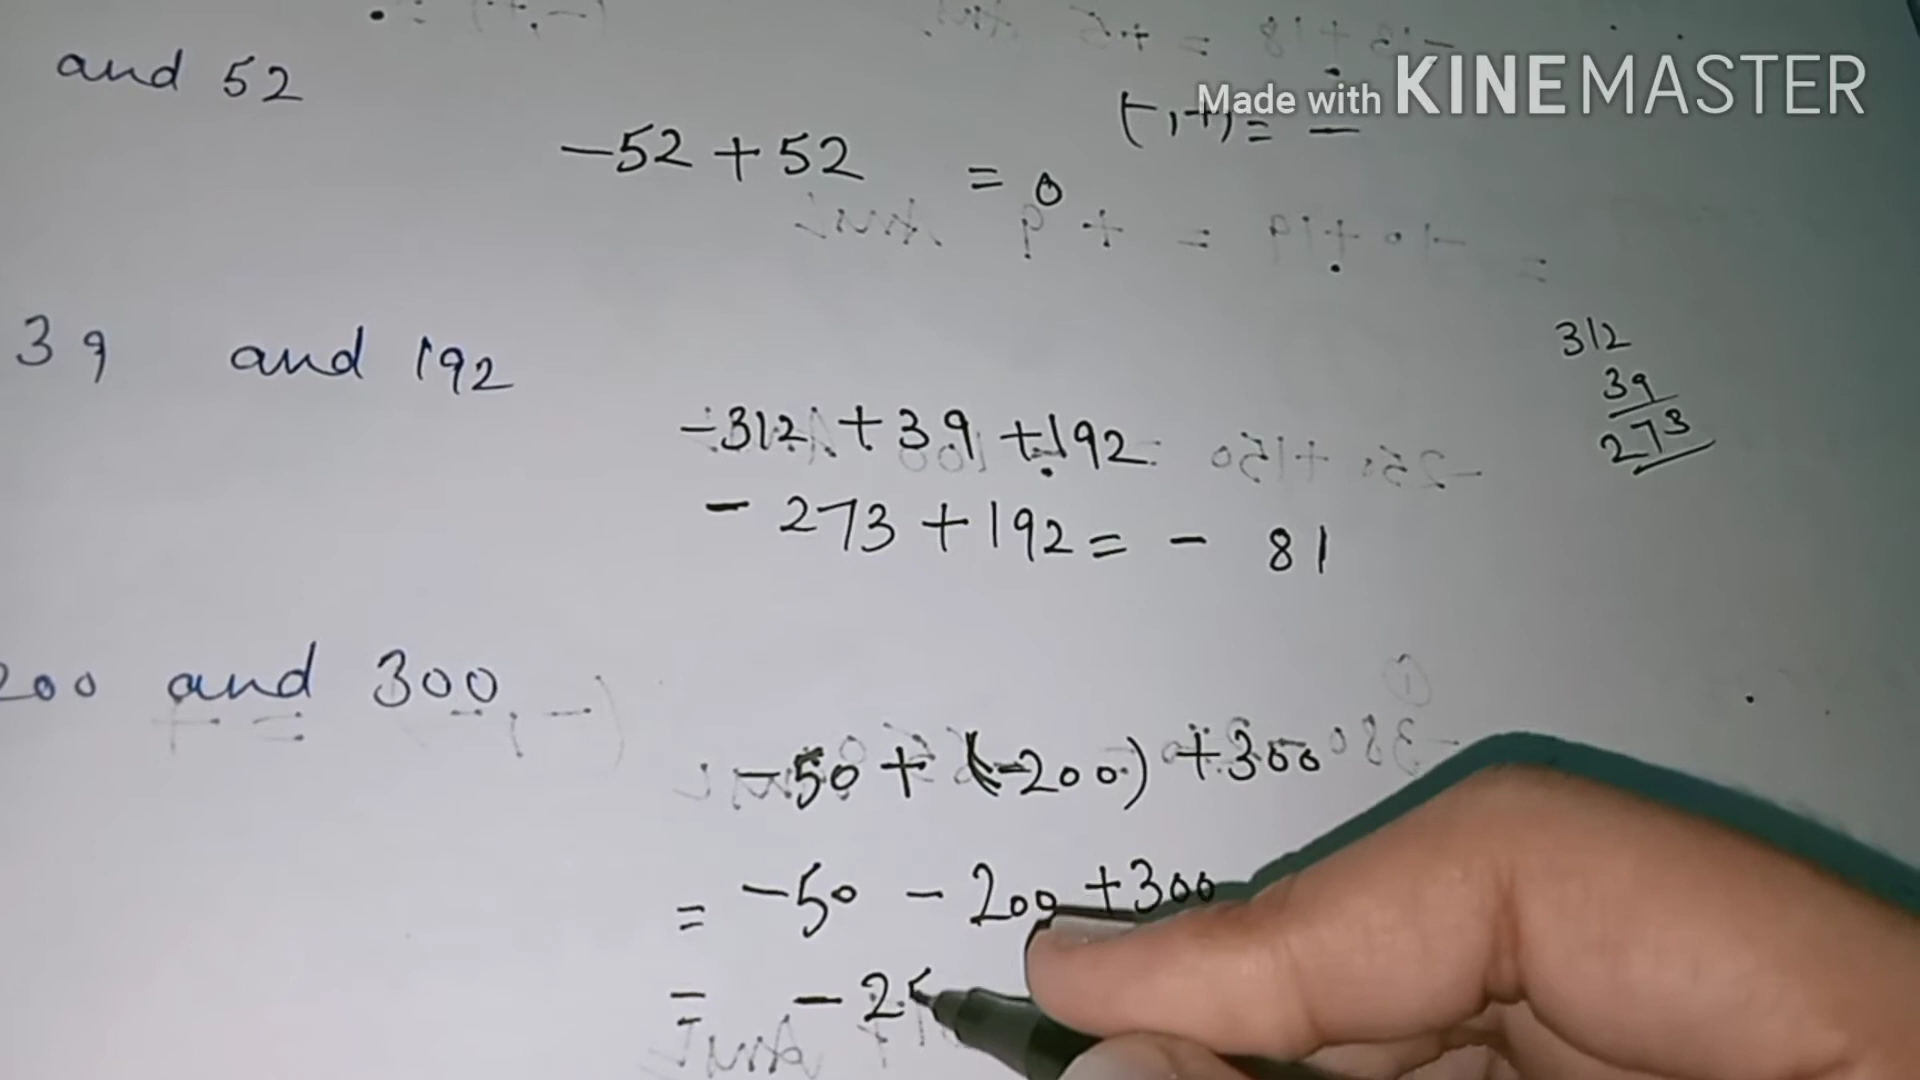 Made with KINEMASTER
and 52
(-,+) = -
-52 + 52 = 0
39 and 192
312
39
273
-312 + 39 + 192
- 273 + 192 = - 81
200 and 300
-50 + (-200) + 300
= -50 - 200 + 300
= - 25